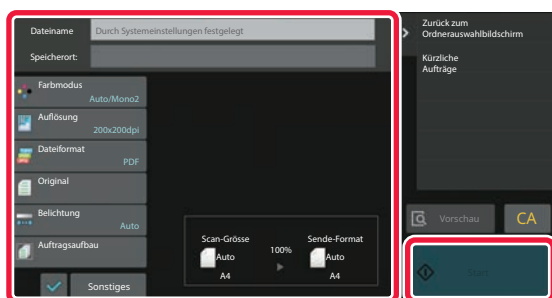 Dateiname
Durch Systemeinstellungen festgelegt
Speicherort:
Farbmodus
Auto/Mono2
Auflösung
200x200dpi
Dateiformat
PDF
Original
Belichtung
Auto
Auftragsaufbau
Sonstiges
Scan-Grösse
Auto
A4
100%
Sende-Format
Auto
A4
Zurück zum
Ordnerauswahlbildschirm
Kürzliche
Aufträge
Vorschau
CA
Start